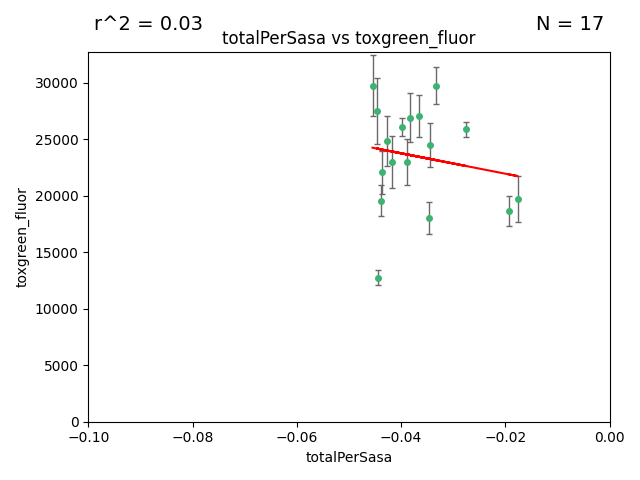 r^2 = 0.03
N = 17
totalPerSasa vs toxgreen_fluor
30000
25000
20000
15000
10000
5000
0
toxgreen_fluor
−0.10
−0.08
−0.06
−0.04
−0.02
0.00
totalPerSasa